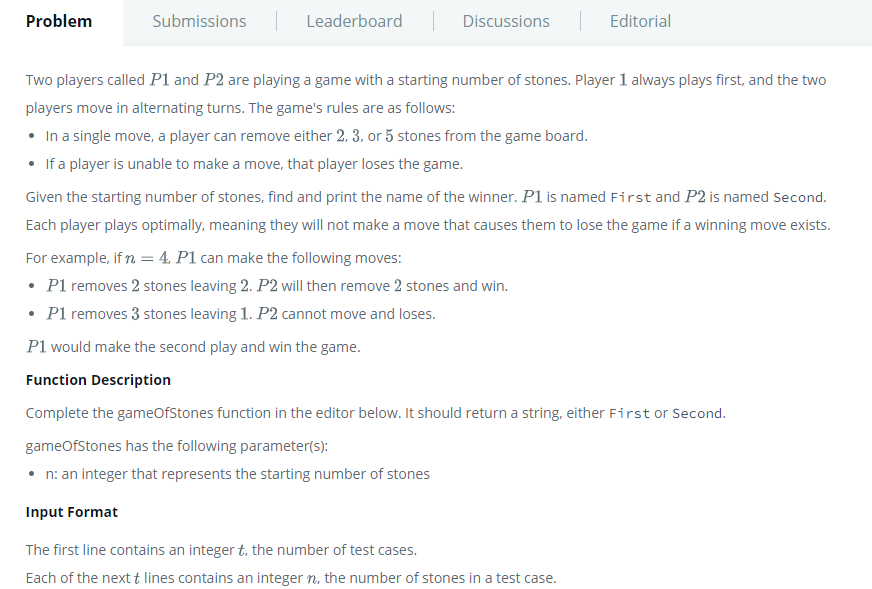 Problem Submissions Leaderboard Discussions Editorial
Two players called P1 and P2 are playing a game with a starting number of stones. Player 1 always plays first, and the two
players move in alternating turns. The game's rules are as follows:
• In a single move, a player can remove either 2, 3, or 5 stones from the game board.
• If a player is unable to make a move, that player loses the game.
Given the starting number of stones, find and print the name of the winner. P1 is named First and P2 is named Second.
Each player plays optimally, meaning they will not make a move that causes them to lose the game if a winning move exists.
For example, if n = 4, P1 can make the following moves:
• P1 removes 2 stones leaving 2. P2 will then remove 2 stones and win.
• P1 removes 3 stones leaving 1. P2 cannot move and loses.
P1 would make the second play and win the game.
Function Description
Complete the gameOfStones function in the editor below. It should return a string, either First or Second.
gameOfStones has the following parameter(s):
• n: an integer that represents the starting number of stones
Input Format
The first line contains an integer t, the number of test cases.
Each of the next t lines contains an integer n, the number of stones in a test case.